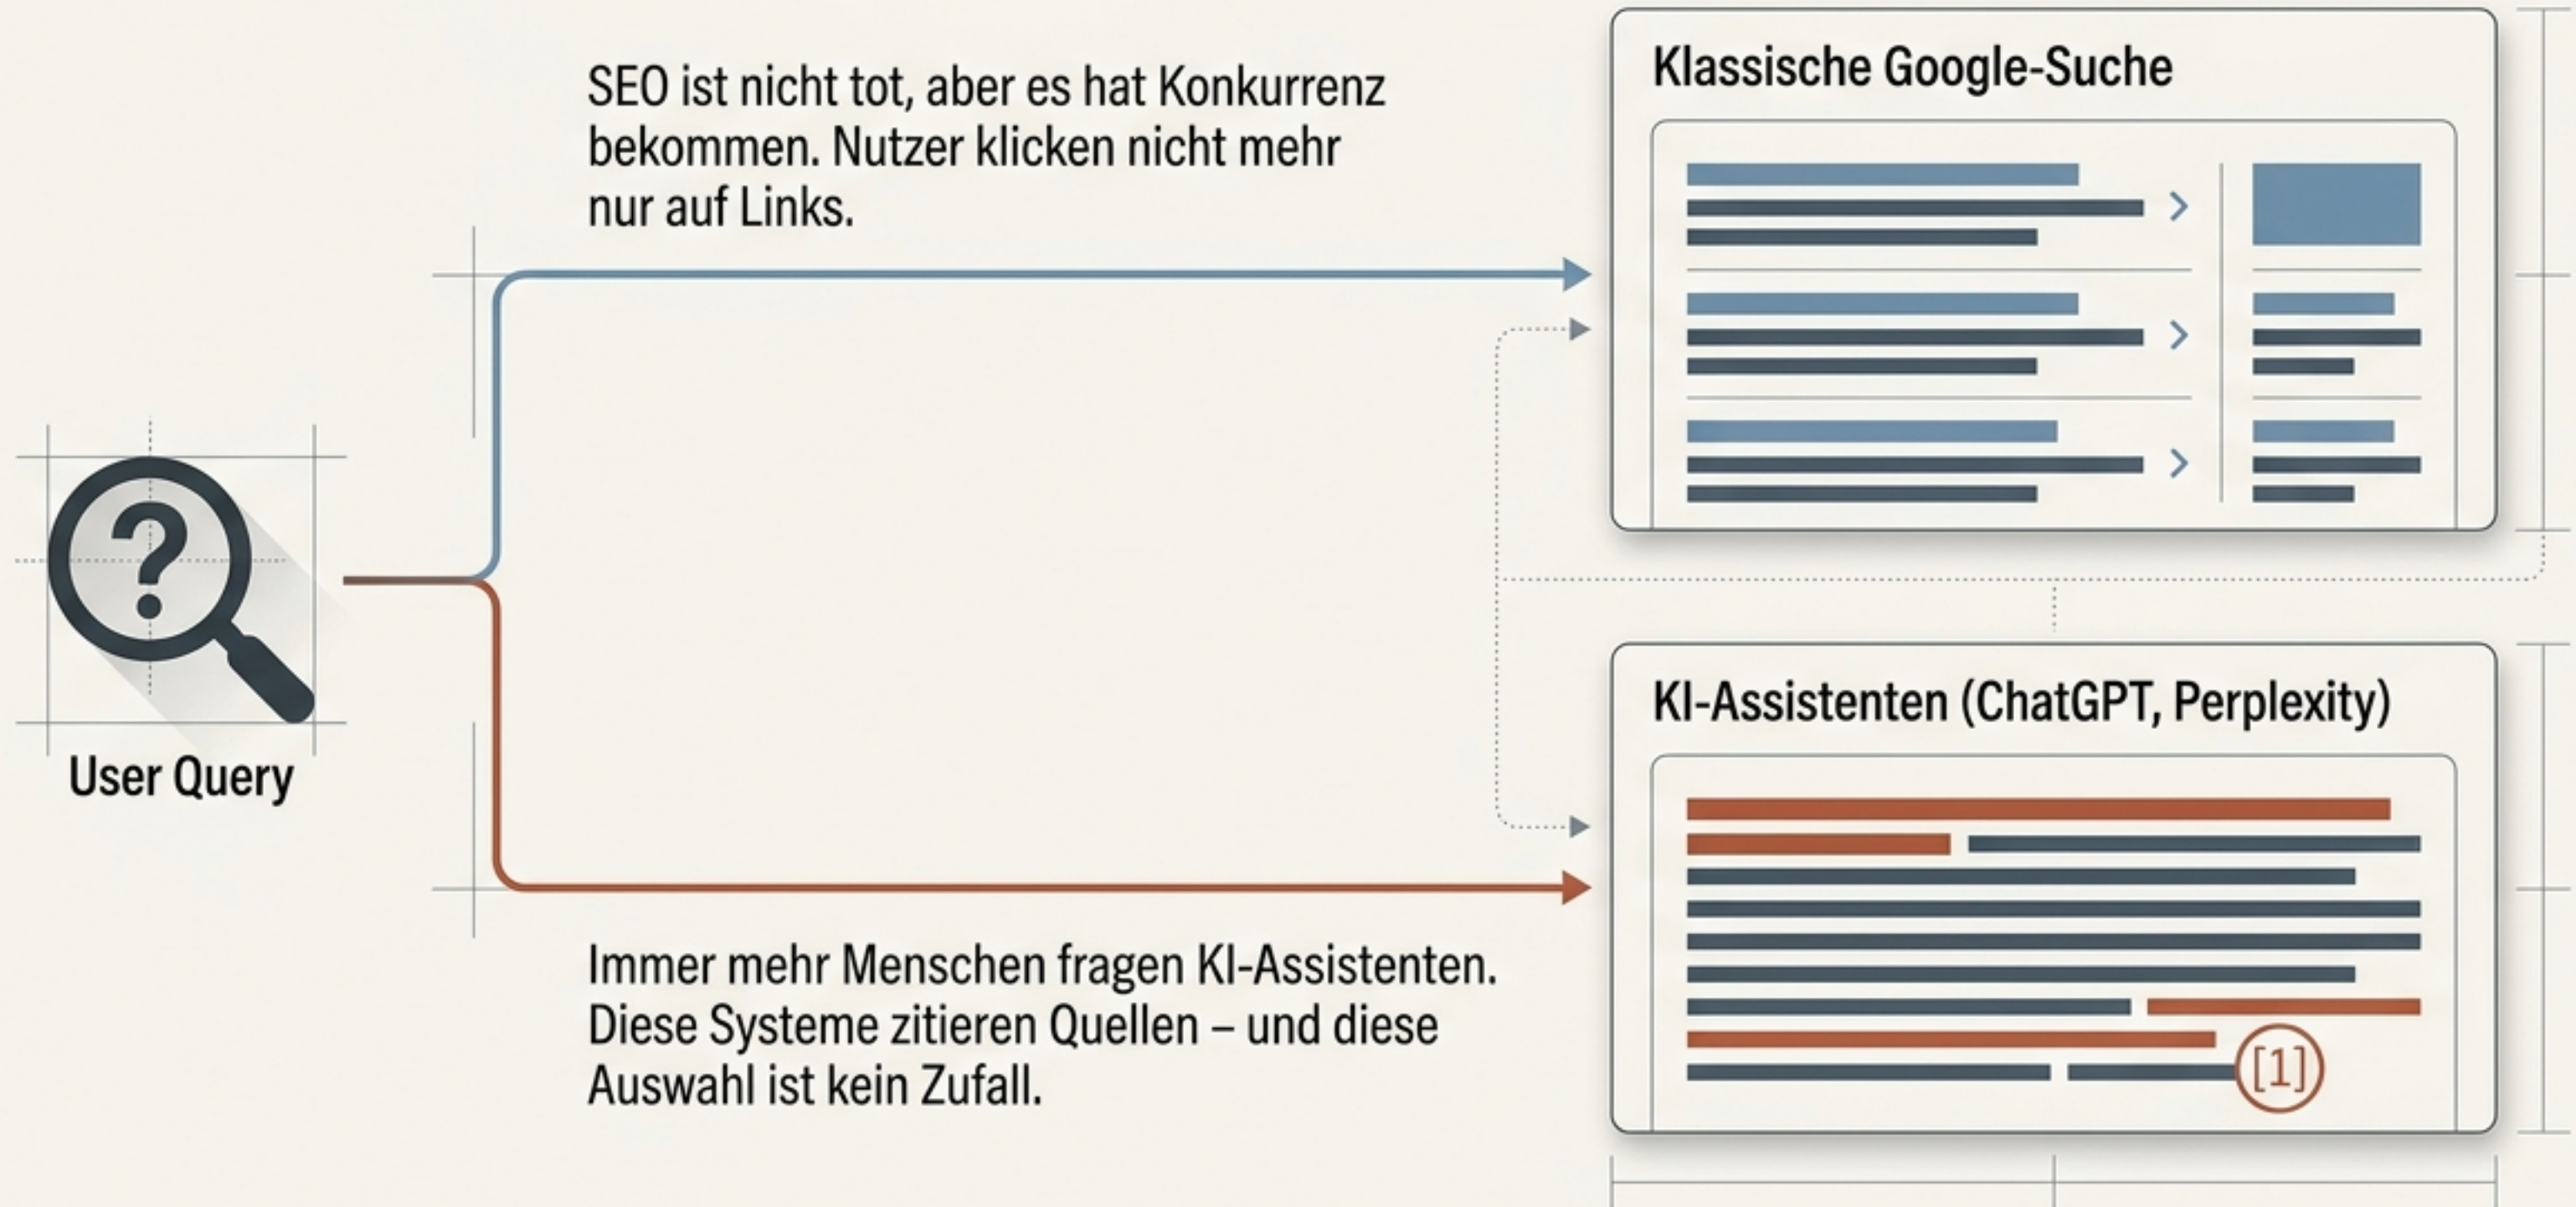 SEO ist nicht tot, aber es hat Konkurrenz
bekommen. Nutzer klicken nicht mehr
nur auf Links.
Klassische Google-Suche
User Query
KI-Assistenten (ChatGPT, Perplexity)
Immer mehr Menschen fragen KI-Assistenten.
Diese Systeme zitieren Quellen – und diese
Auswahl ist kein Zufall.
[1]
?